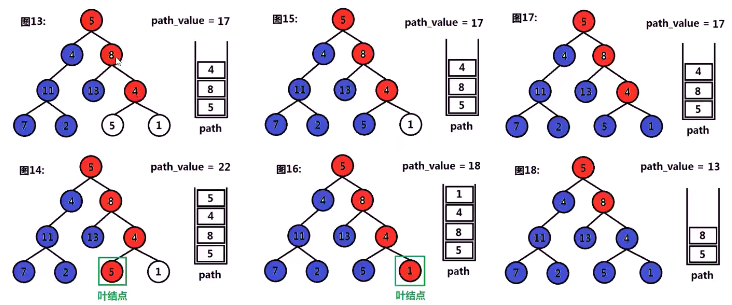 图13: path_value = 17
5
4 8
11 13 4
7 2 5 1
4
8
5
path
图15: path_value = 17
5
4 8
11 13 4
7 2 5 1
4
8
5
path
图17: path_value = 17
5
4 8
11 13 4
7 2 5 1
4
8
5
path
图14: path_value = 22
5
4 8
11 13 4
7 2 5 1
叶结点
5
4
8
5
path
图16: path_value = 18
5
4 8
11 13 4
7 2 5 1
叶结点
1
4
8
5
path
图18: path_value = 13
5
4 8
11 13 4
7 2 5 1
8
5
path